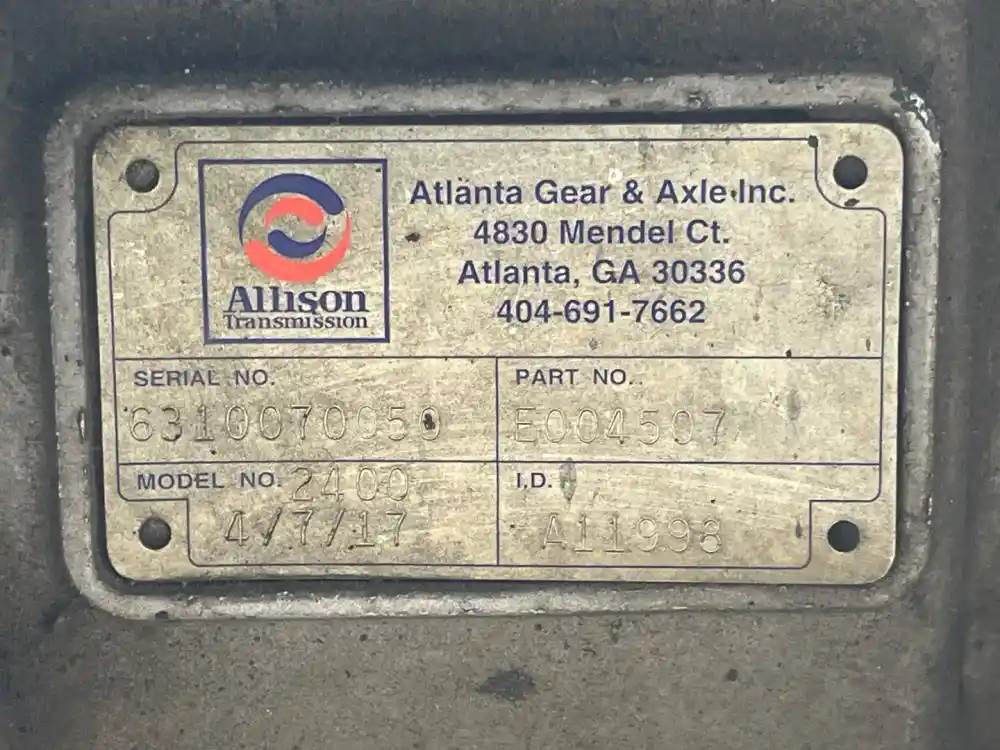 Allison
Transmission
Atlanta Gear & Axle Inc.
4830 Mendel Ct.
Atlanta, GA 30336
404-691-7662
SERIAL NO.
6310070050
PART NO.
E004507
MODEL NO. 2400
4/7/17
I.D.
A11998